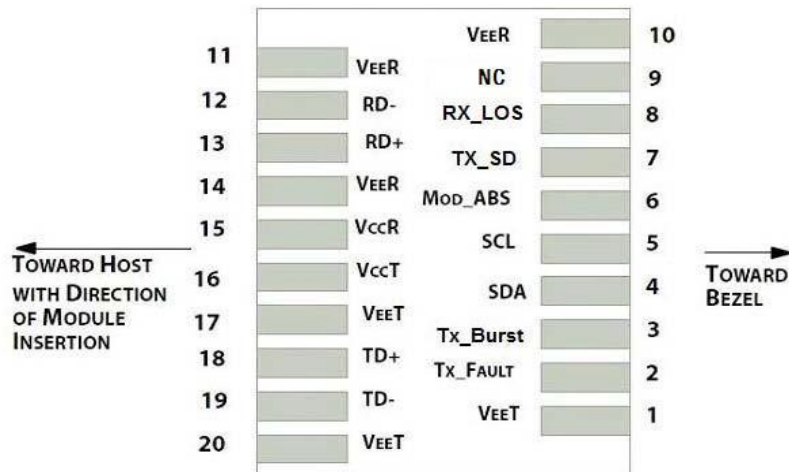 VEER 10
11 VEER
NC 9
12 RD-
RX_LOS 8
13 RD+
TX_SD 7
14 VEER
MOD_ABS 6
15 VCCR
SCL 5
TOWARD HOST
WITH DIRECTION
OF MODULE
INSERTION
TOWARD
BEZEL
16 VCCT
SDA 4
17 VEET
Tx_Burst 3
18 TD+
TX_FAULT 2
19 TD-
VEET 1
20 VEET